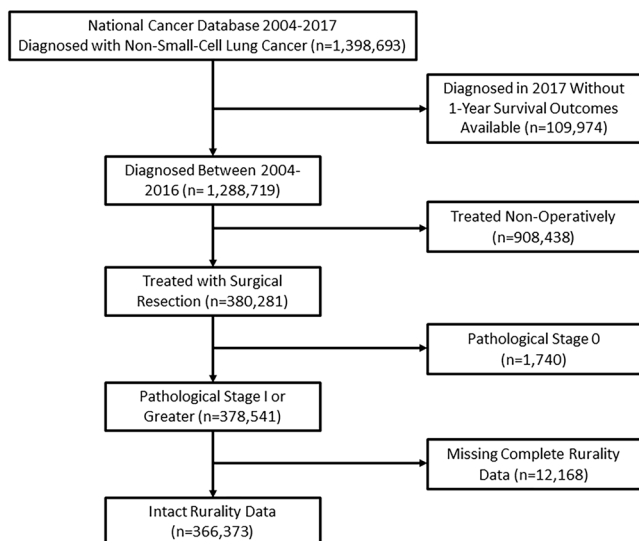 National Cancer Database 2004-2017
Diagnosed with Non-Small-Cell Lung Cancer (n=1,398,693)
Diagnosed in 2017 Without
1-Year Survival Outcomes
Available (n=109,974)
Diagnosed Between 2004-
2016 (n= 1,288,719)
Treated Non-Operatively
(n=908,438)
Treated with Surgical
Resection (n=380,281)
Pathological Stage 0
(n=1,740)
Pathological Stage I or
Greater (n=378,541)
Missing Complete Rurality
Data (n=12,168)
Intact Rurality Data
(n=366,373)